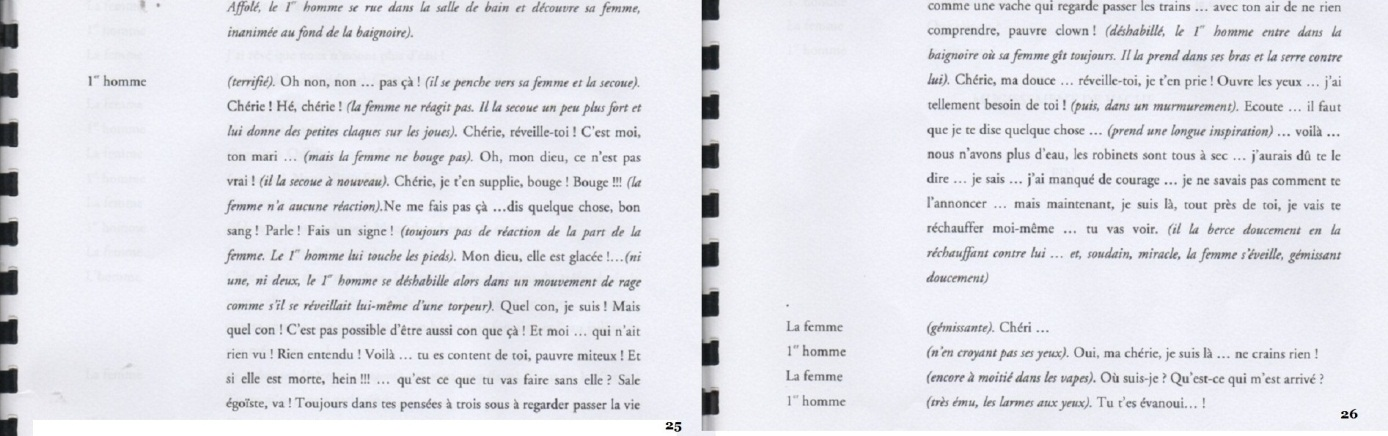 Affolé, le 1er homme se rue dans la salle de bain et découvre sa femme,
inanimée au fond de la baignoire).
1er homme (terrifié). Oh non, non … pas çà ! (il se penche vers sa femme et la secoue).
Chérie ! Hé, chérie ! (la femme ne réagit pas. Il la secoue un peu plus fort et
lui donne des petites claques sur les joues). Chérie, réveille-toi ! C'est moi,
ton mari … (mais la femme ne bouge pas). Oh, mon dieu, ce n'est pas
vrai ! (il la secoue à nouveau). Chérie, je t'en supplie, bouge ! Bouge !!! (la
femme n'a aucune réaction).Ne me fais pas çà …dis quelque chose, bon
sang ! Parle ! Fais un signe ! (toujours pas de réaction de la part de la
femme. Le 1er homme lui touche les pieds). Mon dieu, elle est glacée !…(ni
une, ni deux, le 1er homme se déshabille alors dans un mouvement de rage
comme s'il se réveillait lui-même d'une torpeur). Quel con, je suis ! Mais
quel con ! C'est pas possible d'être aussi con que çà ! Et moi … qui n'ait
rien vu ! Rien entendu ! Voilà … tu es content de toi, pauvre miteux ! Et
si elle est morte, hein !!! … qu'est ce que tu vas faire sans elle ? Sale
égoïste, va ! Toujours dans tes pensées à trois sous à regarder passer la vie
25
comme une vache qui regarde passer les trains … avec ton air de ne rien
comprendre, pauvre clown ! (déshabillé, le 1er homme entre dans la
baignoire où sa femme gît toujours. Il la prend dans ses bras et la serre contre
lui). Chérie, ma douce … réveille-toi, je t'en prie ! Ouvre les yeux … j'ai
tellement besoin de toi ! (puis, dans un murmurement). Ecoute … il faut
que je te dise quelque chose … (prend une longue inspiration) … voilà …
nous n'avons plus d'eau, les robinets sont tous à sec … j'aurais dû te le
dire … je sais … j'ai manqué de courage … je ne savais pas comment te
l'annoncer … mais maintenant, je suis là, tout près de toi, je vais te
réchauffer moi-même … tu vas voir. (il la berce doucement en la
réchauffant contre lui … et, soudain, miracle, la femme s'éveille, gémissant
doucement)
La femme (gémissante). Chéri …
1er homme (n'en croyant pas ses yeux). Oui, ma chérie, je suis là … ne crains rien !
La femme (encore à moitié dans les vapes). Où suis-je ? Qu'est-ce qui m'est arrivé ?
1er homme (très ému, les larmes aux yeux). Tu t'es évanoui… !
26